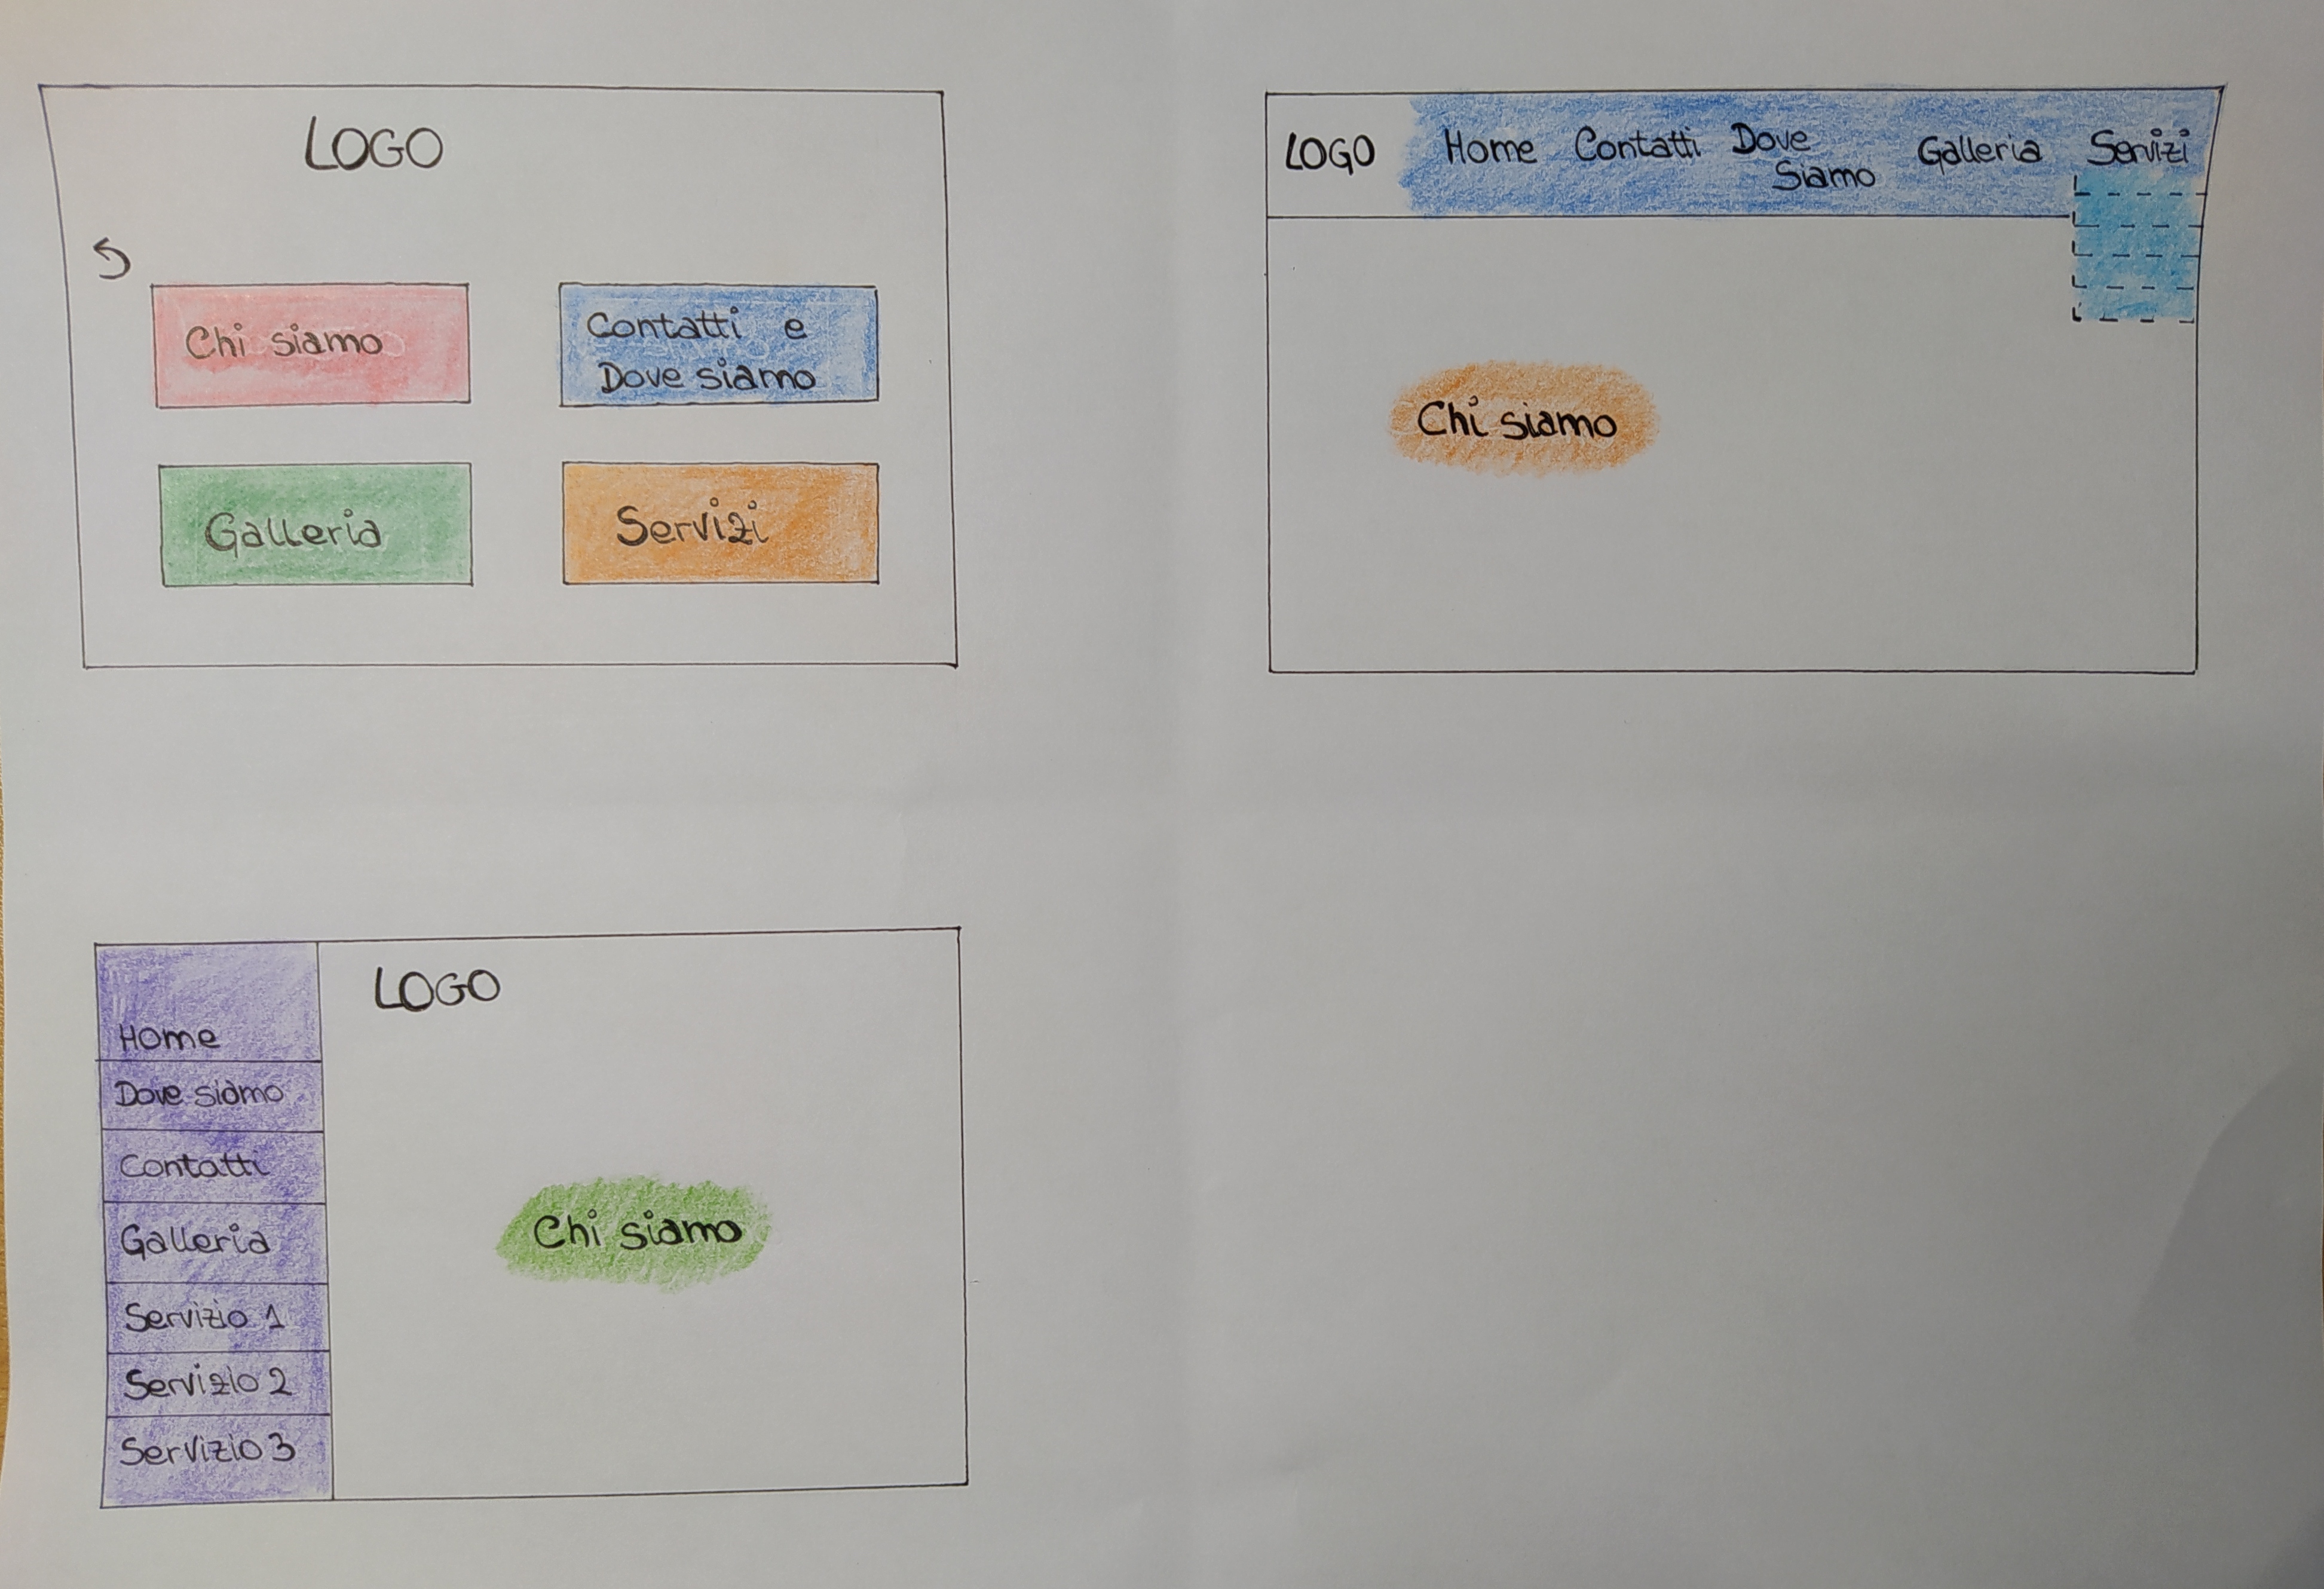 LOGO
Chi siamo
Contatti e
Dove siamo
Galleria
Servizi
LOGO
Home Contatti Dove
Siamo
Galleria Servizi
Chi siamo
LOGO
Home
Dove siamo
Contatti
Galleria
Servizio 1
Servizio 2
Servizio 3
Chi siamo